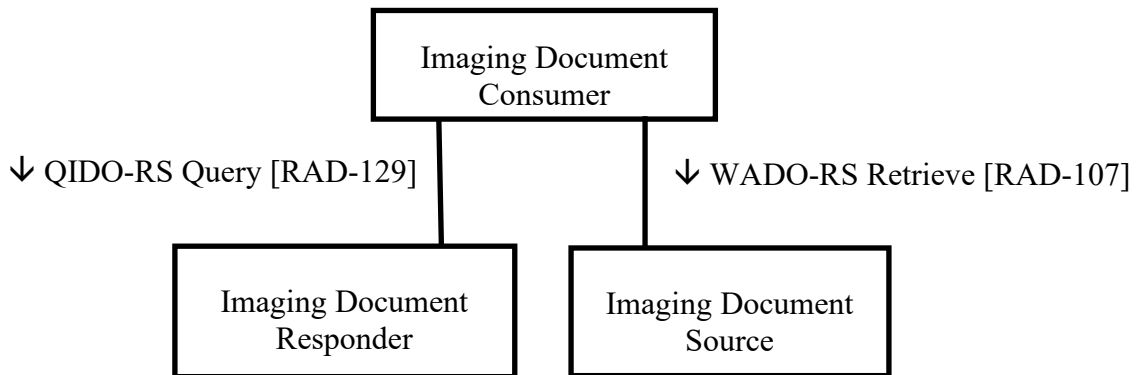 Imaging Document
Consumer
↓ QIDO-RS Query [RAD-129]
↓ WADO-RS Retrieve [RAD-107]
Imaging Document
Responder
Imaging Document
Source